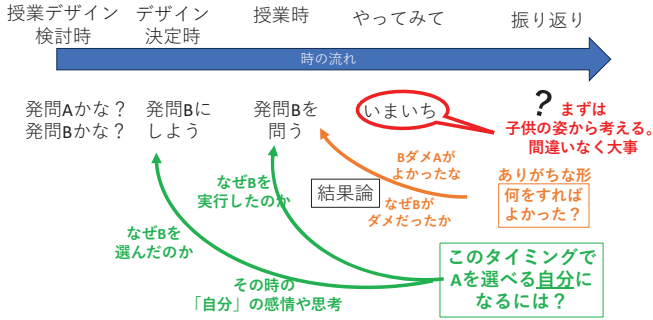 授業デザイン
検討時
デザイン
決定時
授業時
やってみて
振り返り
時の流れ
発問Aかな？
発問Bかな？
発問Bに
しよう
発問Bを
問う
いまいち
？
まずは
子供の姿から考える。
間違いなく大事
BダメAが
よかったな
ありがちな形
何をすれば
よかった？
なぜBを
実行したのか
結果論
なぜBが
ダメだったか
なぜBを
選んだのか
その時の
「自分」の感情や思考
このタイミングで
Aを選べる自分に
なるには？